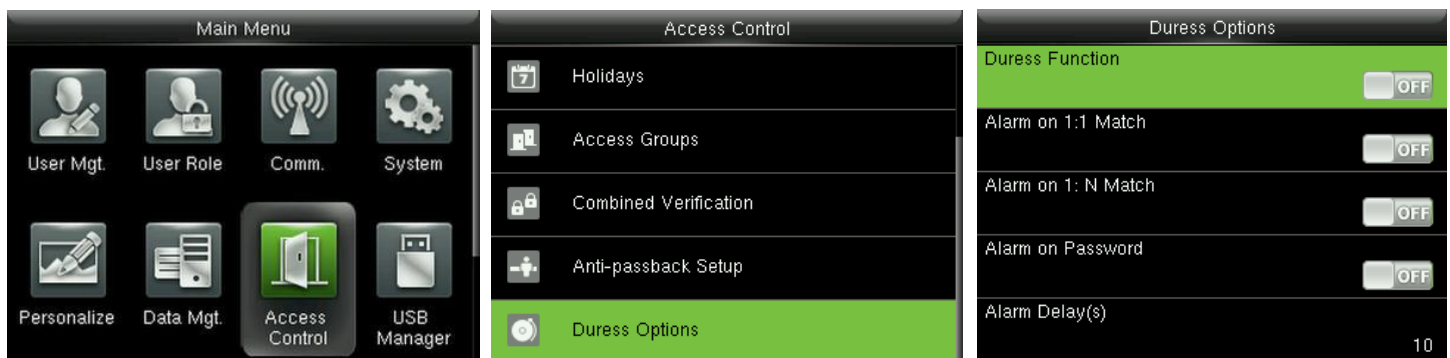 Main Menu
User Mgt.
User Role
Comm.
System
Personalize
Data Mgt.
Access
Control
USB
Manager
Access Control
7
Holidays
Access Groups
Combined Verification
Anti-passback Setup
Duress Options
Duress Options
Duress Function
OFF
Alarm on 1:1 Match
OFF
Alarm on 1: N Match
OFF
Alarm on Password
OFF
Alarm Delay(s)
10